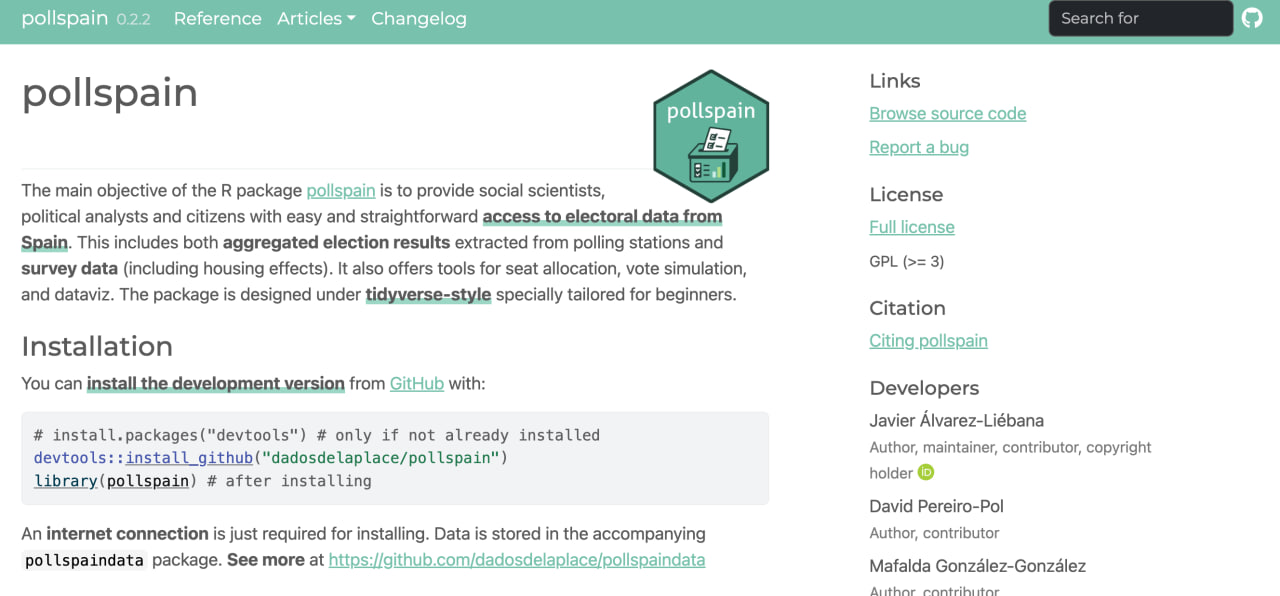 pollspain 0.2.2 Reference Articles Changelog Search for
pollspain
pollspain
The main objective of the R package pollspain is to provide social scientists,
political analysts and citizens with easy and straightforward access to electoral data from
Spain. This includes both aggregated election results extracted from polling stations and
survey data (including housing effects). It also offers tools for seat allocation, vote simulation,
and dataviz. The package is designed under tidyverse-style specially tailored for beginners.
Installation
You can install the development version from GitHub with:
# install.packages("devtools") # only if not already installed
devtools::install_github("dadosdelaplace/pollspain")
library(pollspain) # after installing
An internet connection is just required for installing. Data is stored in the accompanying
pollspaindata package. See more at https://github.com/dadosdelaplace/pollspaindata
Links
Browse source code
Report a bug
License
Full license
GPL (>= 3)
Citation
Citing pollspain
Developers
Javier Álvarez-Liébana
Author, maintainer, contributor, copyright
holder iD
David Pereiro-Pol
Author, contributor
Mafalda González-González
Author, contributor